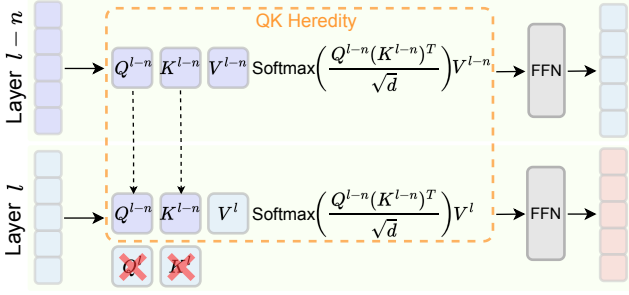 QK Heredity
Layer l − n
Q^{l−n} K^{l−n} V^{l−n} Softmax(Q^{l−n}(K^{l−n})^T / √d)V^{l−n} FFN
Layer l
Q^{l−n} K^{l−n} V^l Softmax(Q^{l−n}(K^{l−n})^T / √d)V^l FFN
Q^l K^l